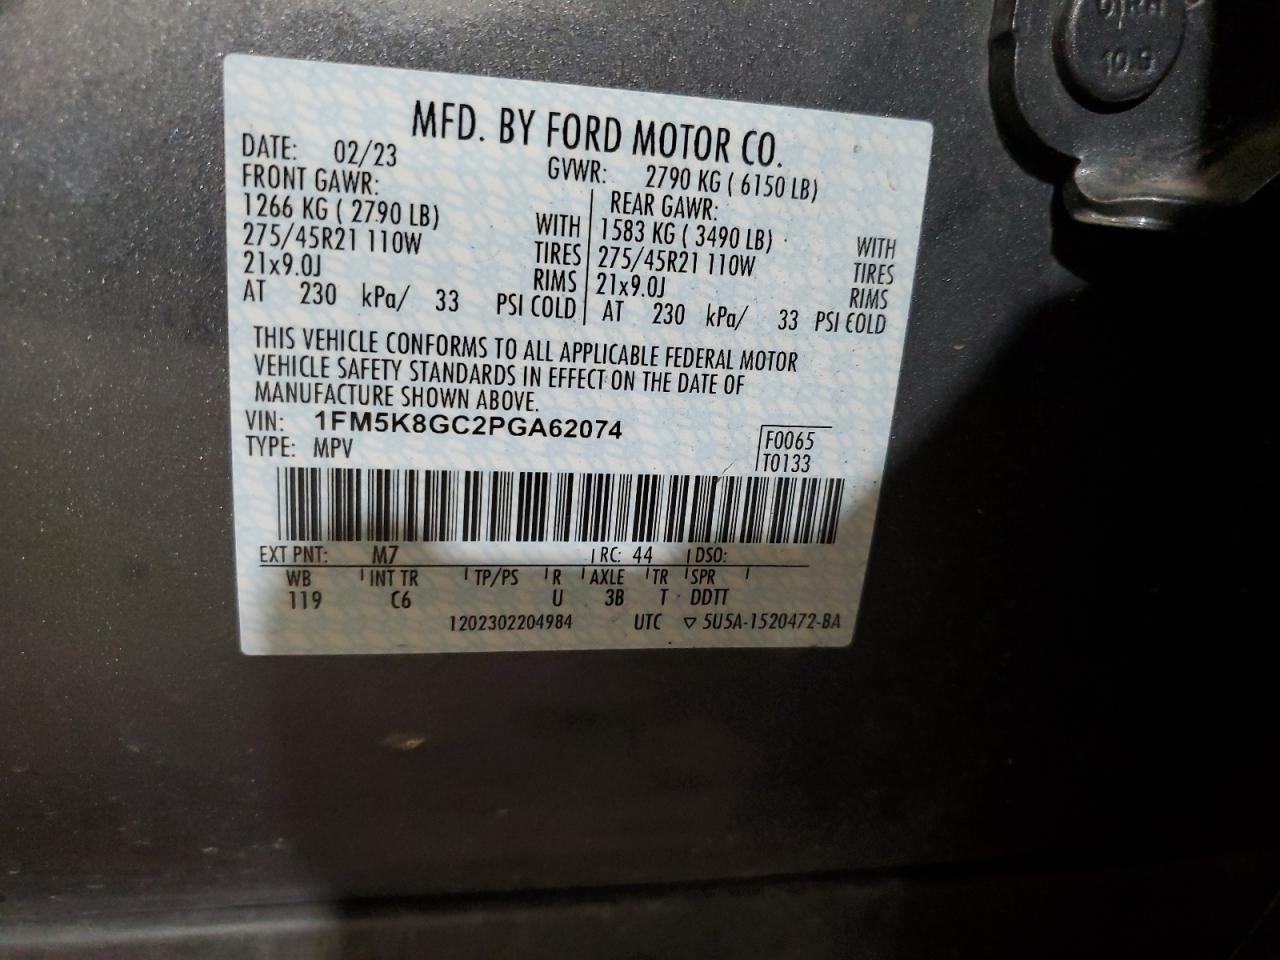 10.9
MFD. BY FORD MOTOR CO.
DATE: 02/23 GVWR: 2790 KG ( 6150 LB)
FRONT GAWR: REAR GAWR:
1266 KG ( 2790 LB) WITH 1583 KG ( 3490 LB) WITH
275/45R21 110W TIRES 275/45R21 110W TIRES
21x9.0J RIMS 21x9.0J RIMS
AT 230 kPa/ 33 PSI COLD AT 230 kPa/ 33 PSI COLD
THIS VEHICLE CONFORMS TO ALL APPLICABLE FEDERAL MOTOR
VEHICLE SAFETY STANDARDS IN EFFECT ON THE DATE OF
MANUFACTURE SHOWN ABOVE.
VIN: 1FM5K8GC2PGA62074 F0065
TYPE: MPV T0133
EXT PNT: M7 RC: 44 DSO:
WB INT TR TP/PS R AXLE TR SPR
119 C6 U 3B T DDTT
1202302204984 UTC ▽ 5U5A-1520472-BA